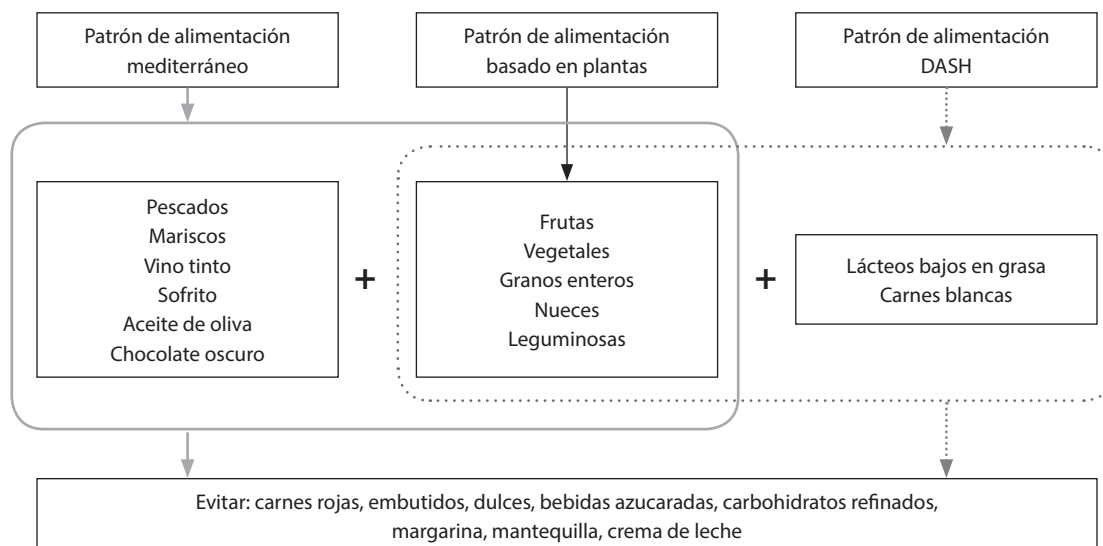 Patrón de alimentación
mediterráneo
Patrón de alimentación
basado en plantas
Patrón de alimentación
DASH
Pescados
Mariscos
Vino tinto
Sofrito
Aceite de oliva
Chocolate oscuro
+
Frutas
Vegetales
Granos enteros
Nueces
Leguminosas
+
Lácteos bajos en grasa
Carnes blancas
Evitar: carnes rojas, embutidos, dulces, bebidas azucaradas, carbohidratos refinados,
margarina, mantequilla, crema de leche